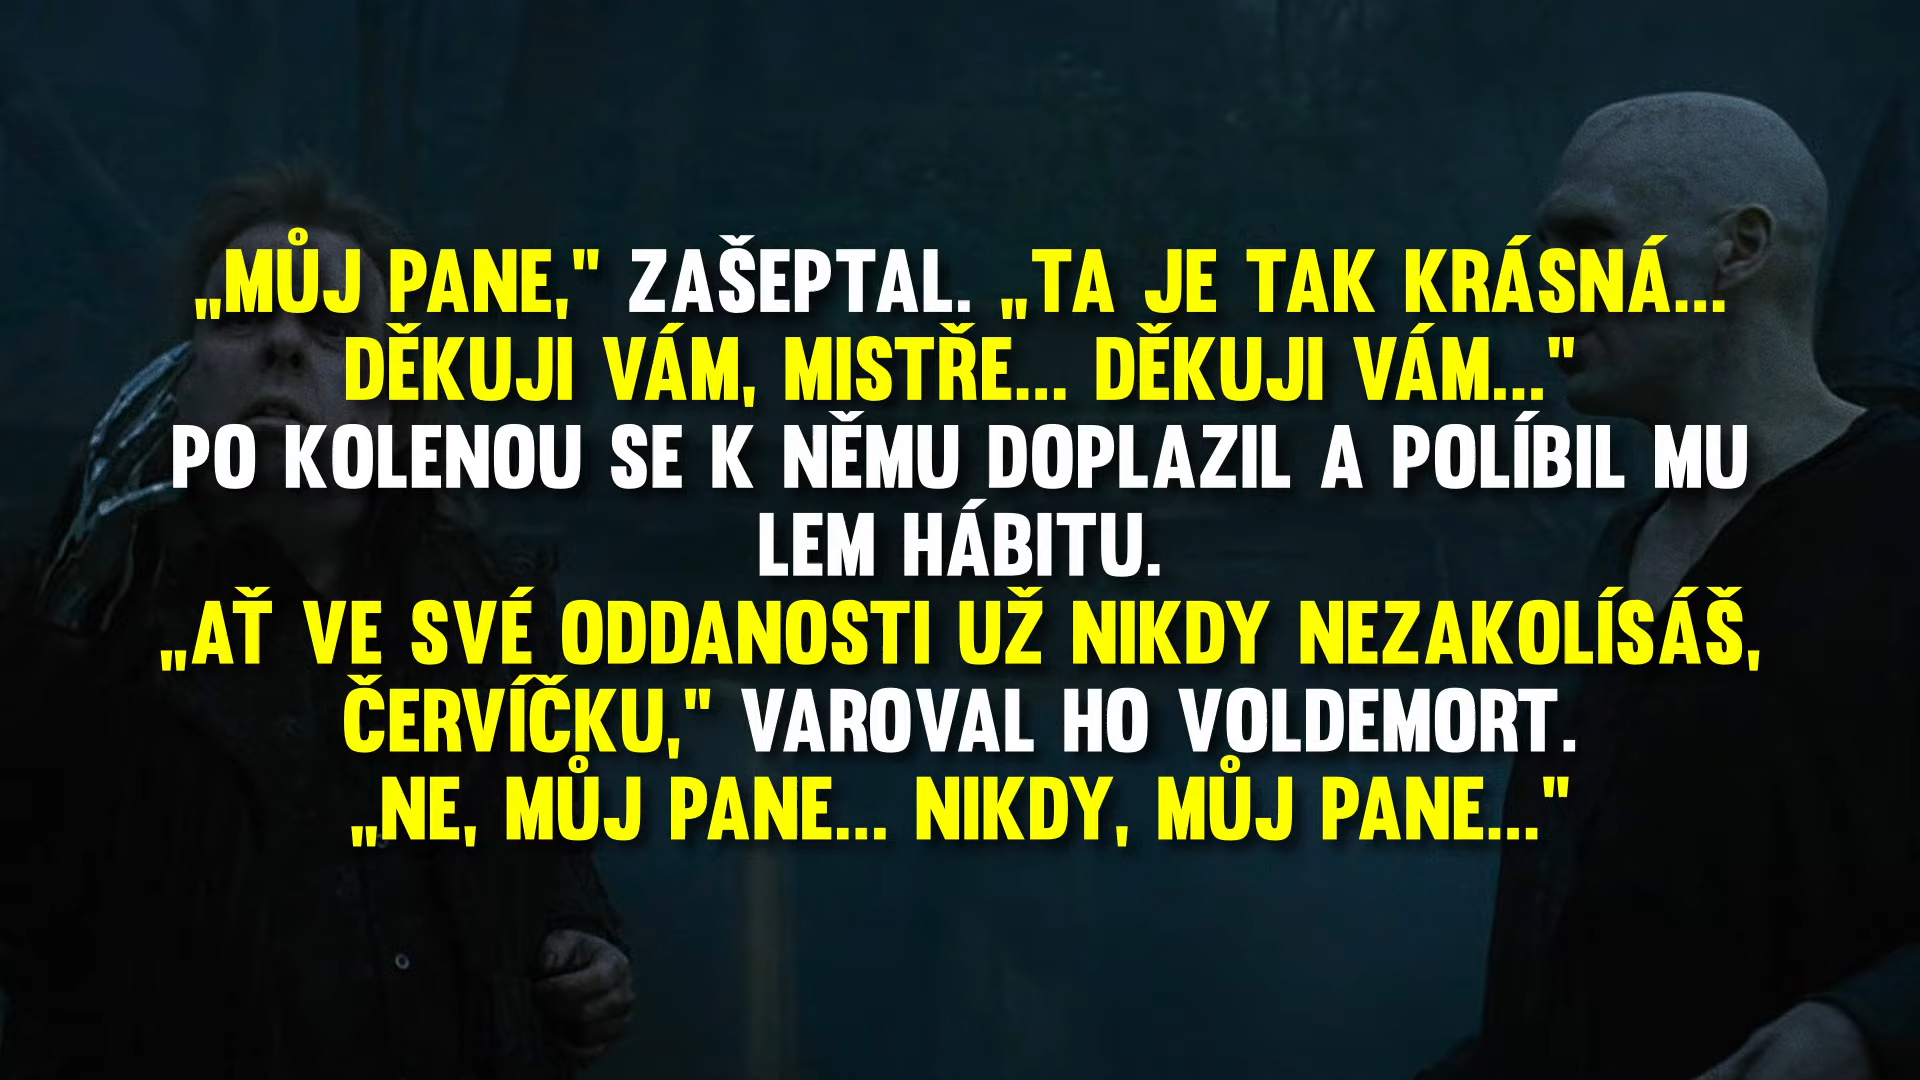 „MŮJ PANE," ZAŠEPTAL. „TA JE TAK KRÁSNÁ...
DĚKUJI VÁM, MISTŘE... DĚKUJI VÁM..."
PO KOLENOU SE K NĚMU DOPLAZIL A POLÍBIL MU
LEM HÁBITU.
„AŤ VE SVÉ ODDANOSTI UŽ NIKDY NEZAKOLÍSÁŠ,
ČERVÍČKU," VAROVAL HO VOLDEMORT.
„NE, MŮJ PANE... NIKDY, MŮJ PANE..."